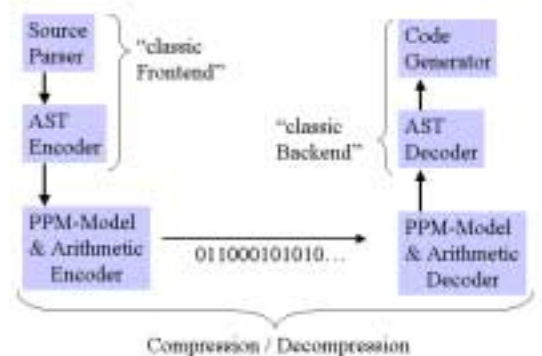 Source
Parser
"classic
Frontend"
AST
Encoder
PPM-Model
& Arithmetic
Encoder
011000101010...
Code
Generator
"classic
Backend"
AST
Decoder
PPM-Model
& Arithmetic
Decoder
Compression / Decompression